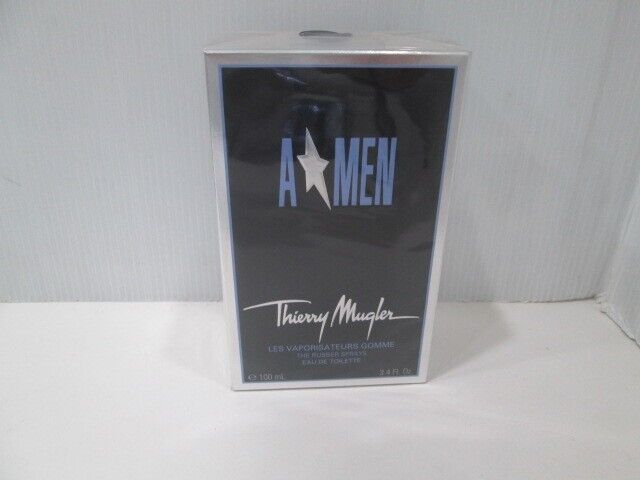 A★MEN
Thierry Mugler
LES VAPORISATEURS GOMME
THE RUBBER SPRAYS
EAU DE TOILETTE
℮ 100 mL 3.4 Fl. Oz